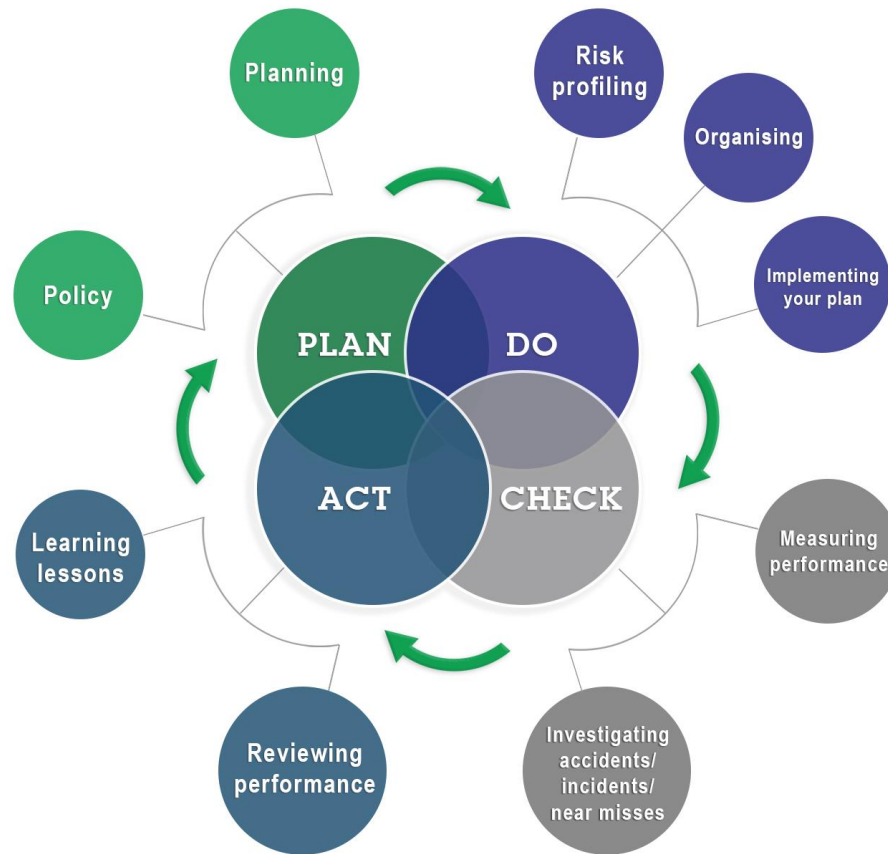 Planning
Risk
profiling
Organising
Policy
Implementing
your plan
PLAN
DO
ACT
CHECK
Learning
lessons
Measuring
performance
Reviewing
performance
Investigating
accidents/
incidents/
near misses